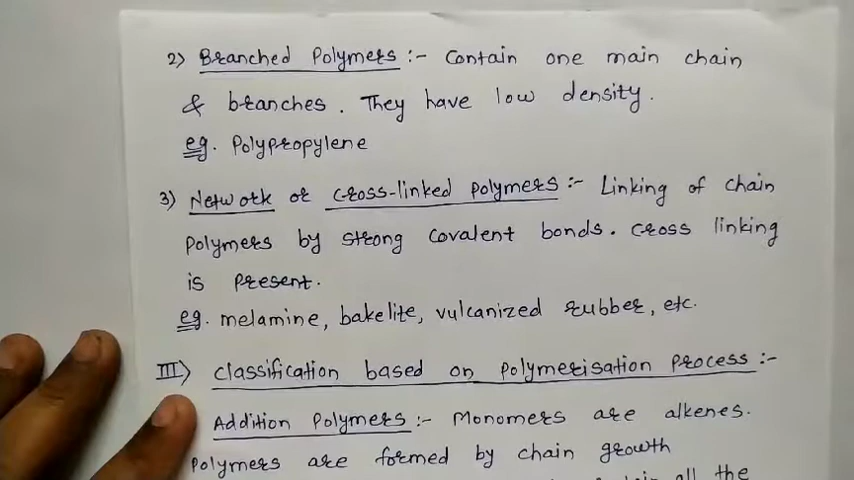 2) Branched Polymers :- Contain one main chain
& branches. They have low density.
eg. Polypropylene
3) Network or cross-linked polymers :- Linking of chain
polymers by strong covalent bonds. cross linking
is present.
eg. melamine, bakelite, vulcanized rubber, etc.
III) classification based on polymerisation process :-
Addition Polymers :- Monomers are alkenes.
Polymers are formed by chain growth
all the